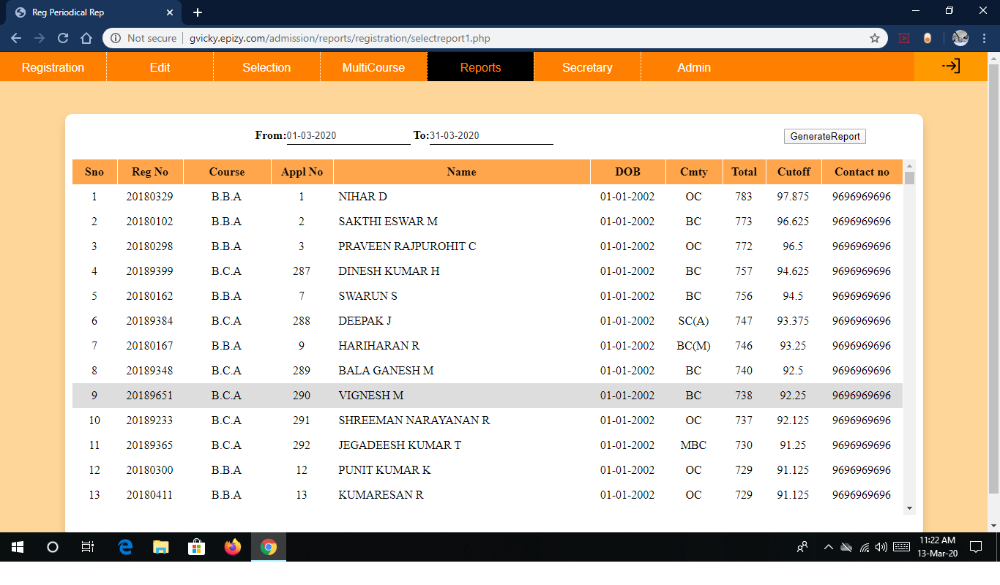 Reg Periodical Rep
Not secure gvicky.epizy.com/admission/reports/registration/selectreport1.php
Registration Edit Selection MultiCourse Reports Secretary Admin
From:01-03-2020 To:31-03-2020 GenerateReport
Sno Reg No Course Appl No Name DOB Cmty Total Cutoff Contact no
1 20180329 B.B.A 1 NIHAR D 01-01-2002 OC 783 97.875 9696969696
2 20180102 B.B.A 2 SAKTHI ESWAR M 01-01-2002 BC 773 96.625 9696969696
3 20180298 B.B.A 3 PRAVEEN RAJPUROHIT C 01-01-2002 OC 772 96.5 9696969696
4 20189399 B.C.A 287 DINESH KUMAR H 01-01-2002 BC 757 94.625 9696969696
5 20180162 B.B.A 7 SWARUN S 01-01-2002 BC 756 94.5 9696969696
6 20189384 B.C.A 288 DEEPAK J 01-01-2002 SC(A) 747 93.375 9696969696
7 20180167 B.B.A 9 HARIHARAN R 01-01-2002 BC(M) 746 93.25 9696969696
8 20189348 B.C.A 289 BALA GANESH M 01-01-2002 BC 740 92.5 9696969696
9 20189651 B.C.A 290 VIGNESH M 01-01-2002 BC 738 92.25 9696969696
10 20189233 B.C.A 291 SHREEMAN NARAYANAN R 01-01-2002 OC 737 92.125 9696969696
11 20189365 B.C.A 292 JEGADEESH KUMAR T 01-01-2002 MBC 730 91.25 9696969696
12 20180300 B.B.A 12 PUNIT KUMAR K 01-01-2002 OC 729 91.125 9696969696
13 20180411 B.B.A 13 KUMARESAN R 01-01-2002 OC 729 91.125 9696969696
11:22 AM
13-Mar-20